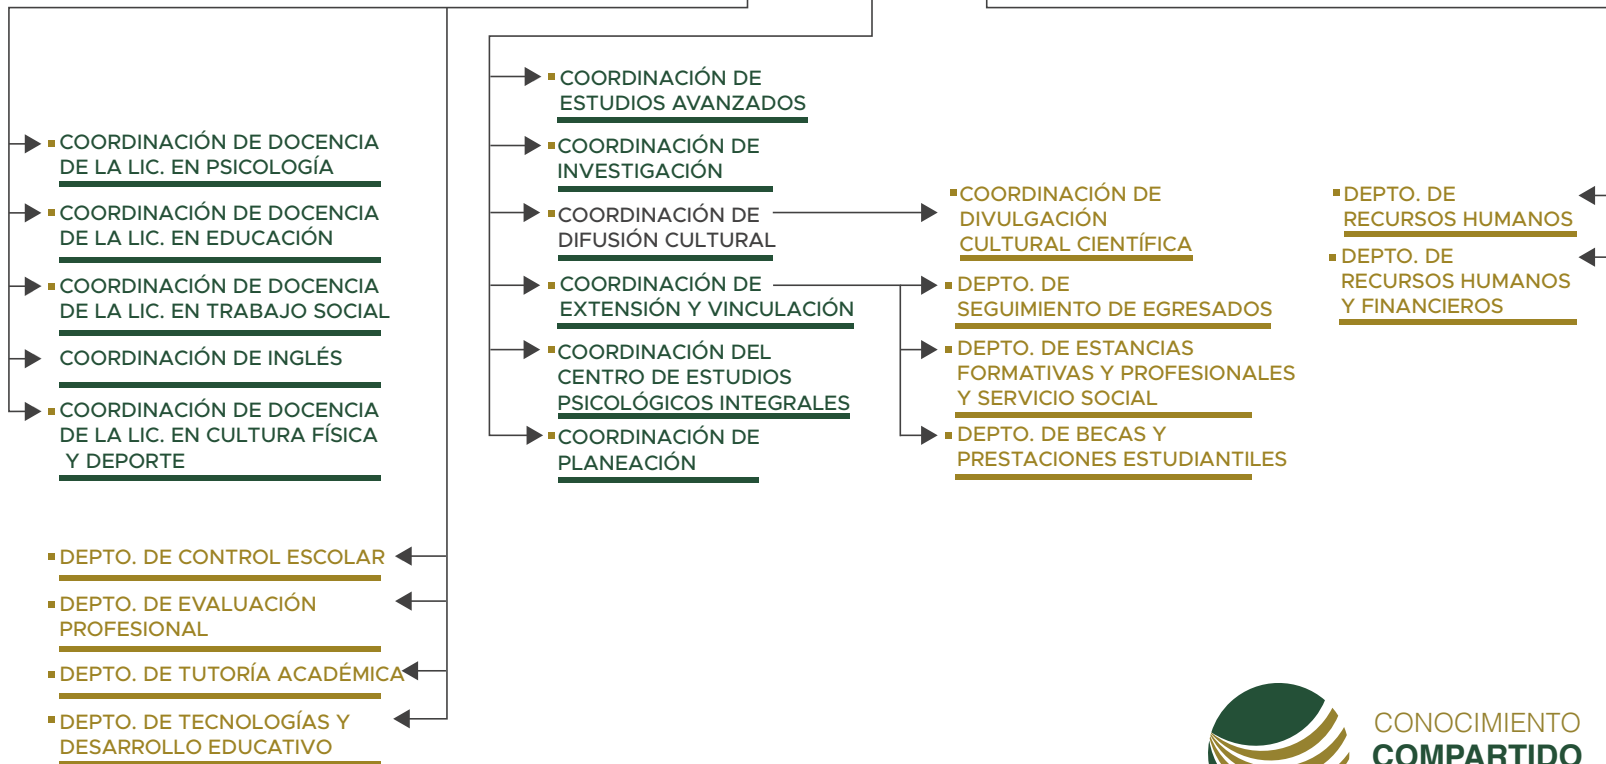 COORDINACIÓN DE DOCENCIA
DE LA LIC. EN PSICOLOGÍA
COORDINACIÓN DE DOCENCIA
DE LA LIC. EN EDUCACIÓN
COORDINACIÓN DE DOCENCIA
DE LA LIC. EN TRABAJO SOCIAL
COORDINACIÓN DE INGLÉS
COORDINACIÓN DE DOCENCIA
DE LA LIC. EN CULTURA FÍSICA
Y DEPORTE
DEPTO. DE CONTROL ESCOLAR
DEPTO. DE EVALUACIÓN
PROFESIONAL
DEPTO. DE TUTORÍA ACADÉMICA
DEPTO. DE TECNOLOGÍAS Y
DESARROLLO EDUCATIVO
COORDINACIÓN DE
ESTUDIOS AVANZADOS
COORDINACIÓN DE
INVESTIGACIÓN
COORDINACIÓN DE
DIFUSIÓN CULTURAL
COORDINACIÓN DE
EXTENSIÓN Y VINCULACIÓN
COORDINACIÓN DEL
CENTRO DE ESTUDIOS
PSICOLÓGICOS INTEGRALES
COORDINACIÓN DE
PLANEACIÓN
COORDINACIÓN DE
DIVULGACIÓN
CULTURAL CIENTÍFICA
DEPTO. DE
SEGUIMIENTO DE EGRESADOS
DEPTO. DE ESTANCIAS
FORMATIVAS Y PROFESIONALES
Y SERVICIO SOCIAL
DEPTO. DE BECAS Y
PRESTACIONES ESTUDIANTILES
DEPTO. DE
RECURSOS HUMANOS
DEPTO. DE
RECURSOS HUMANOS
Y FINANCIEROS
CONOCIMIENTO
COMPARTIDO